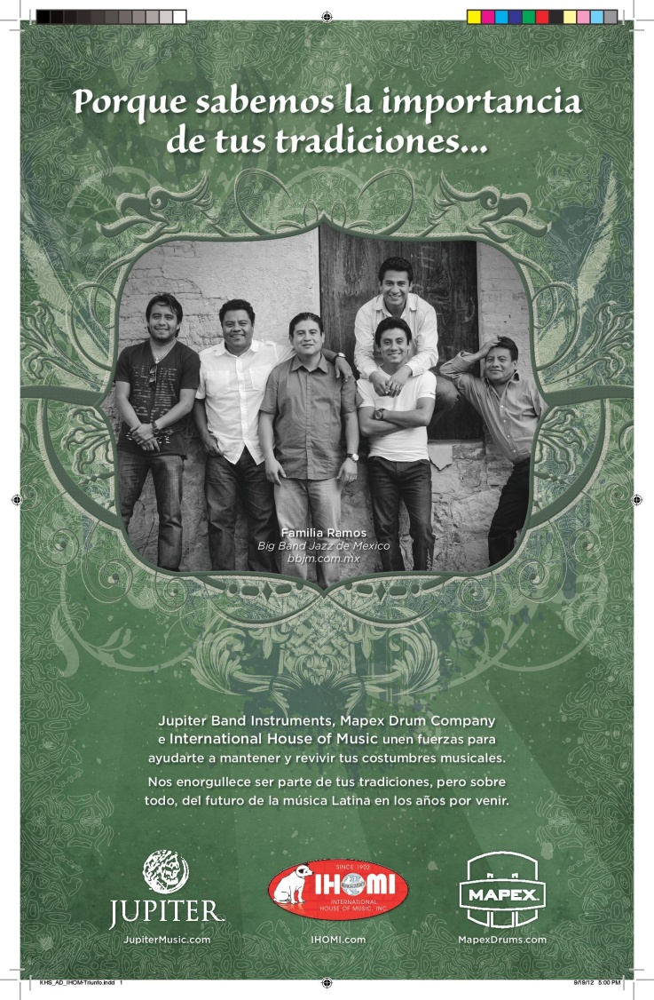 Porque sabemos la importancia
de tus tradiciones...
Familia Ramos
Big Band Jazz de Mexico
bbjm.com.mx
Jupiter Band Instruments, Mapex Drum Company
e International House of Music unen fuerzas para
ayudarte a mantener y revivir tus costumbres musicales.
Nos enorgullece ser parte de tus tradiciones, pero sobre
todo, del futuro de la música Latina en los años por venir.
JUPITER
JupiterMusic.com
SINCE 1902
IHOMI
INTERNATIONAL
HOUSE OF MUSIC, INC.
IHOMI.com
MAPEX
MapexDrums.com
KHS_AD_IHOM-Triunfo.indd 1
9/19/12 5:00 PM